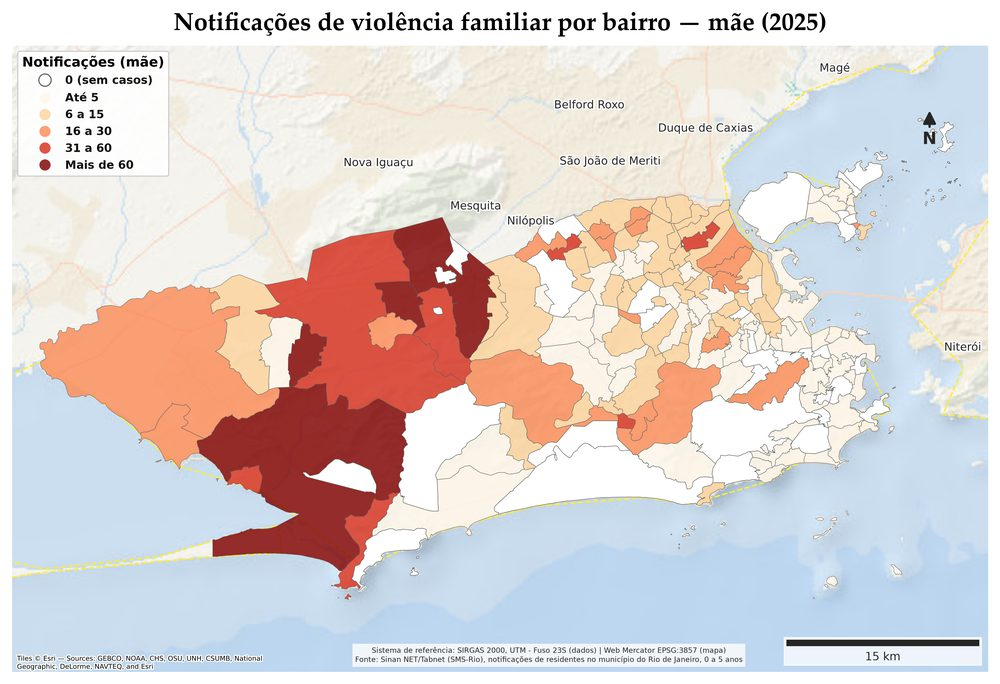 Notificações de violência familiar por bairro — mãe (2025)
Notificações (mãe)
0 (sem casos)
Até 5
6 a 15
16 a 30
31 a 60
Mais de 60
Magé
Belford Roxo
Duque de Caxias
N
Nova Iguaçu
São João de Meriti
Mesquita
Nilópolis
Niterói
Tiles © Esri — Sources: GEBCO, NOAA, CHS, OSU, UNH, CSUMB, National
Geographic, DeLorme, NAVTEQ, and Esri
Sistema de referência: SIRGAS 2000, UTM - Fuso 23S (dados) | Web Mercator EPSG:3857 (mapa)
Fonte: Sinan NET/Tabnet (SMS-Rio), notificações de residentes no município do Rio de Janeiro, 0 a 5 anos
15 km